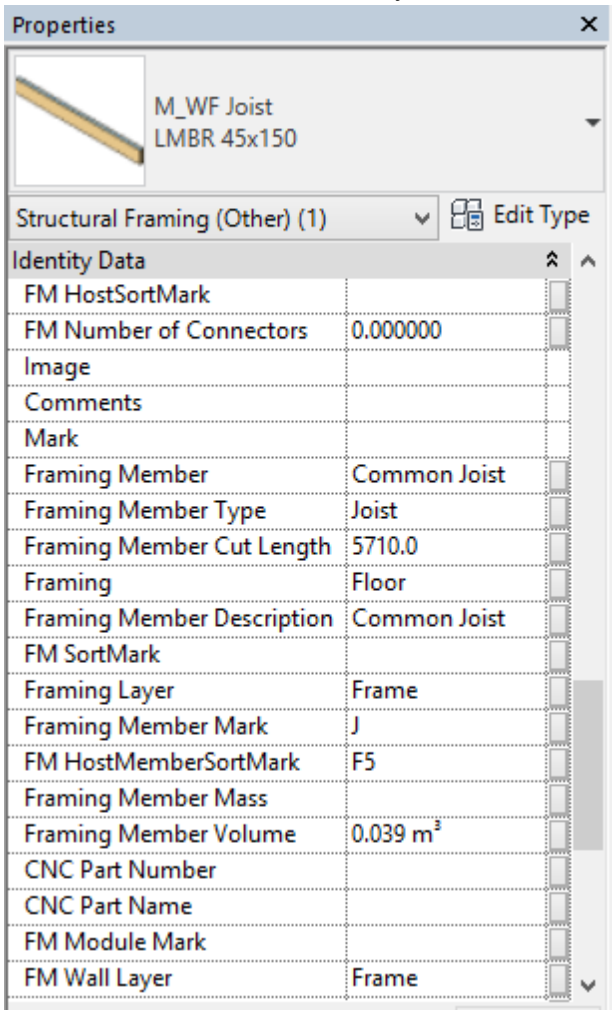 Properties
M_WF Joist
LMBR 45x150
Structural Framing (Other) (1) Edit Type
Identity Data
FM HostSortMark
FM Number of Connectors 0.000000
Image
Comments
Mark
Framing Member Common Joist
Framing Member Type Joist
Framing Member Cut Length 5710.0
Framing Floor
Framing Member Description Common Joist
FM SortMark
Framing Layer Frame
Framing Member Mark J
FM HostMemberSortMark F5
Framing Member Mass
Framing Member Volume 0.039 m³
CNC Part Number
CNC Part Name
FM Module Mark
FM Wall Layer Frame